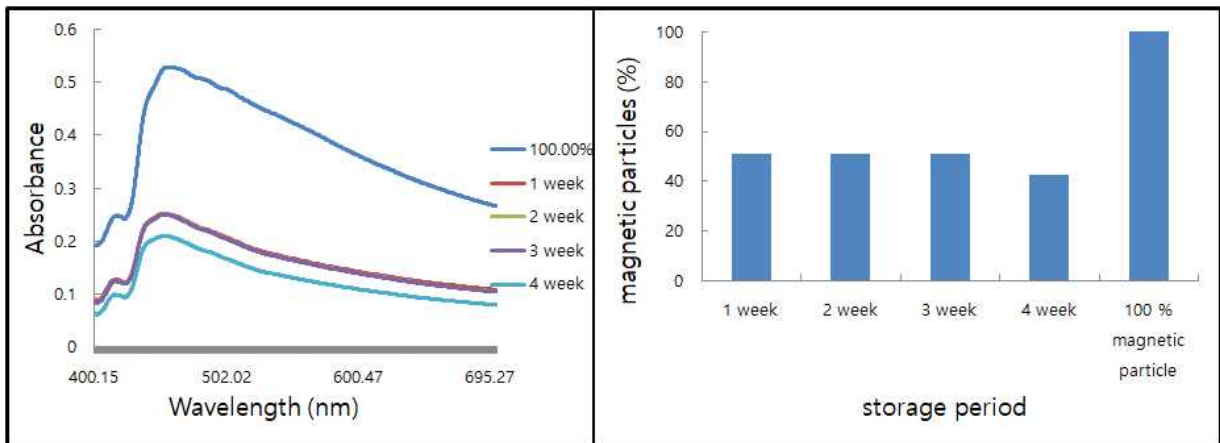 0.6
0.5
0.4
0.3
0.2
0.1
0
Absorbance
400.15 502.02 600.47 695.27
Wavelength (nm)
100.00%
1 week
2 week
3 week
4 week
100
80
60
40
20
0
magnetic particles (%)
1 week 2 week 3 week 4 week 100 %
magnetic
particle
storage period